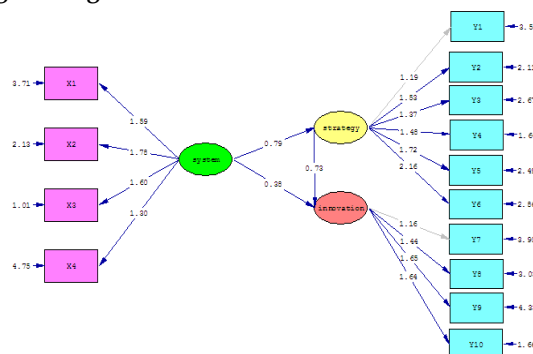 Y1
3.71
X1
Y2
1.19
1.53
Y3
1.59
1.37
2.13
X2
strategy
1.48
Y4
0.79
1.75
1.72
system
Y5
2.16
0.73
1.01
X3
1.60
0.35
Y6
innovation
1.30
1.16
Y7
1.44
4.75
X4
1.65
Y8
1.64
Y9
Y10